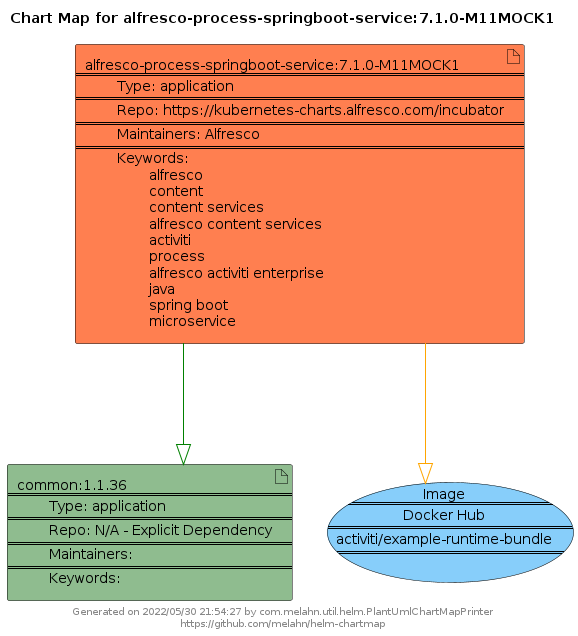 Chart Map for alfresco-process-springboot-service:7.1.0-M11MOCK1
alfresco-process-springboot-service:7.1.0-M11MOCK1
Type: application
Repo: https://kubernetes-charts.alfresco.com/incubator
Maintainers: Alfresco
Keywords:
alfresco
content
content services
alfresco content services
activiti
process
alfresco activiti enterprise
java
spring boot
microservice
common:1.1.36
Type: application
Repo: N/A - Explicit Dependency
Maintainers:
Keywords:
Image
Docker Hub
activiti/example-runtime-bundle
Generated on 2022/05/30 21:54:27 by com.melahn.util.helm.PlantUmlChartMapPrinter
https://github.com/melahn/helm-chartmap